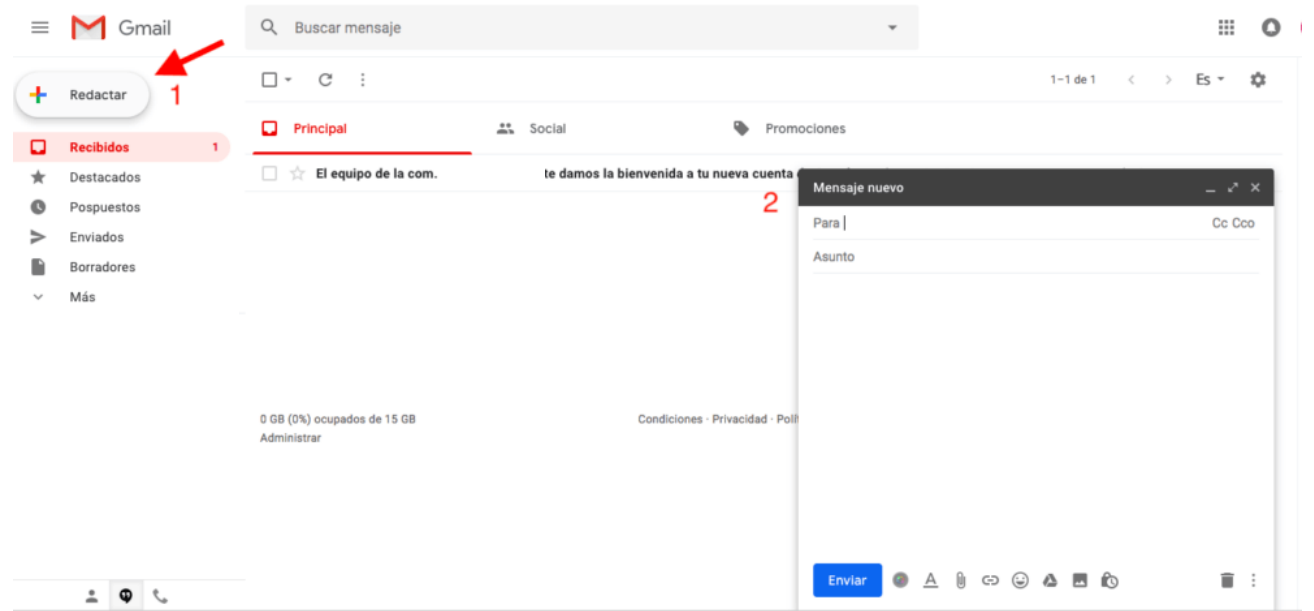 Gmail
Buscar mensaje
Redactar
1
1-1 de 1
Es
Principal
Social
Promociones
Recibidos 1
Destacados
Pospuestos
Enviados
Borradores
Más
El equipo de la com. te damos la bienvenida a tu nueva cuenta
2
Mensaje nuevo
Para
Cc Cco
Asunto
0 GB (0%) ocupados de 15 GB
Administrar
Condiciones · Privacidad ·
Enviar